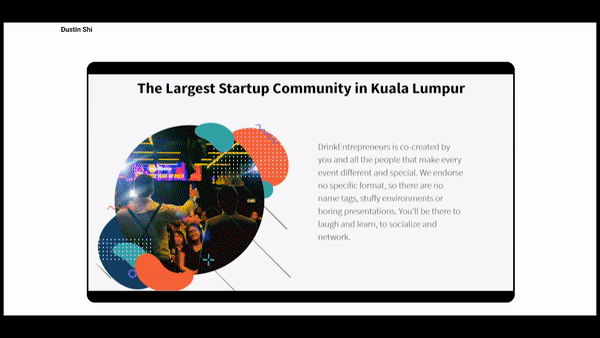 Dustin Shi
The Largest Startup Community in Kuala Lumpur
DrinkEntrepreneurs is co-created by
you and all the people that make every
event different and special. We endorse
no specific format, so there are no
name tags, stuffy environments or
boring presentations. You'll be there to
laugh and learn, to socialize and
network.